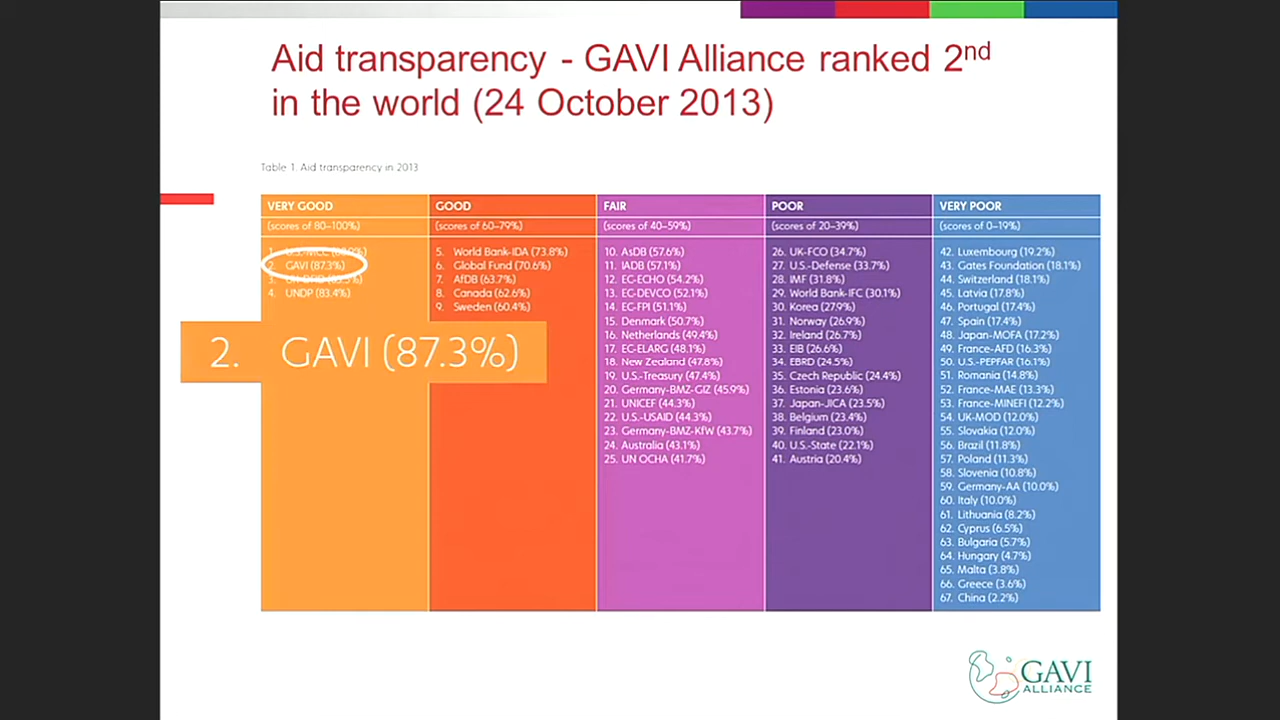 Aid transparency - GAVI Alliance ranked 2nd
in the world (24 October 2013)
Table 1. Aid transparency in 2013
VERY GOOD
(scores of 80–100%)
1. U.S.-MCC
2. GAVI (87.3%)
3.
4. UNDP (83.4%)
2. GAVI (87.3%)
GOOD
(scores of 60–79%)
5. World Bank-IDA (73.8%)
6. Global Fund (70.6%)
7. AfDB (63.7%)
8. Canada (62.6%)
9. Sweden (60.4%)
FAIR
(scores of 40–59%)
10. AsDB (57.6%)
11. IADB (57.1%)
12. EC-ECHO (54.2%)
13. EC-DEVCO (52.1%)
14. EC-FPI (51.1%)
15. Denmark (50.7%)
16. Netherlands (49.4%)
17. EC-ELARG (48.1%)
18. New Zealand (47.8%)
19. U.S.-Treasury (47.4%)
20. Germany-BMZ-GIZ (45.9%)
21. UNICEF (44.3%)
22. U.S.-USAID (44.3%)
23. Germany-BMZ-KfW (43.7%)
24. Australia (43.1%)
25. UN OCHA (41.7%)
POOR
(scores of 20–39%)
26. UK-FCO (34.7%)
27. U.S.-Defense (33.7%)
28. IMF (31.8%)
29. World Bank-IFC (30.1%)
30. Korea (27.9%)
31. Norway (26.9%)
32. Ireland (26.7%)
33. EIB (26.6%)
34. EBRD (24.5%)
35. Czech Republic (24.4%)
36. Estonia (23.6%)
37. Japan-JICA (23.5%)
38. Belgium (23.4%)
39. Finland (23.0%)
40. U.S.-State (22.1%)
41. Austria (20.4%)
VERY POOR
(scores of 0–19%)
42. Luxembourg (19.2%)
43. Gates Foundation (18.1%)
44. Switzerland (18.1%)
45. Latvia (17.8%)
46. Portugal (17.4%)
47. Spain (17.4%)
48. Japan-MOFA (17.2%)
49. France-AFD (16.3%)
50. U.S.-PEPFAR (16.1%)
51. Romania (14.8%)
52. France-MAE (13.3%)
53. France-MINEFI (12.2%)
54. UK-MOD (12.0%)
55. Slovakia (12.0%)
56. Brazil (11.8%)
57. Poland (11.3%)
58. Slovenia (10.8%)
59. Germany-AA (10.0%)
60. Italy (10.0%)
61. Lithuania (8.2%)
62. Cyprus (6.5%)
63. Bulgaria (5.7%)
64. Hungary (4.7%)
65. Malta (3.8%)
66. Greece (3.6%)
67. China (2.2%)
GAVI
ALLIANCE